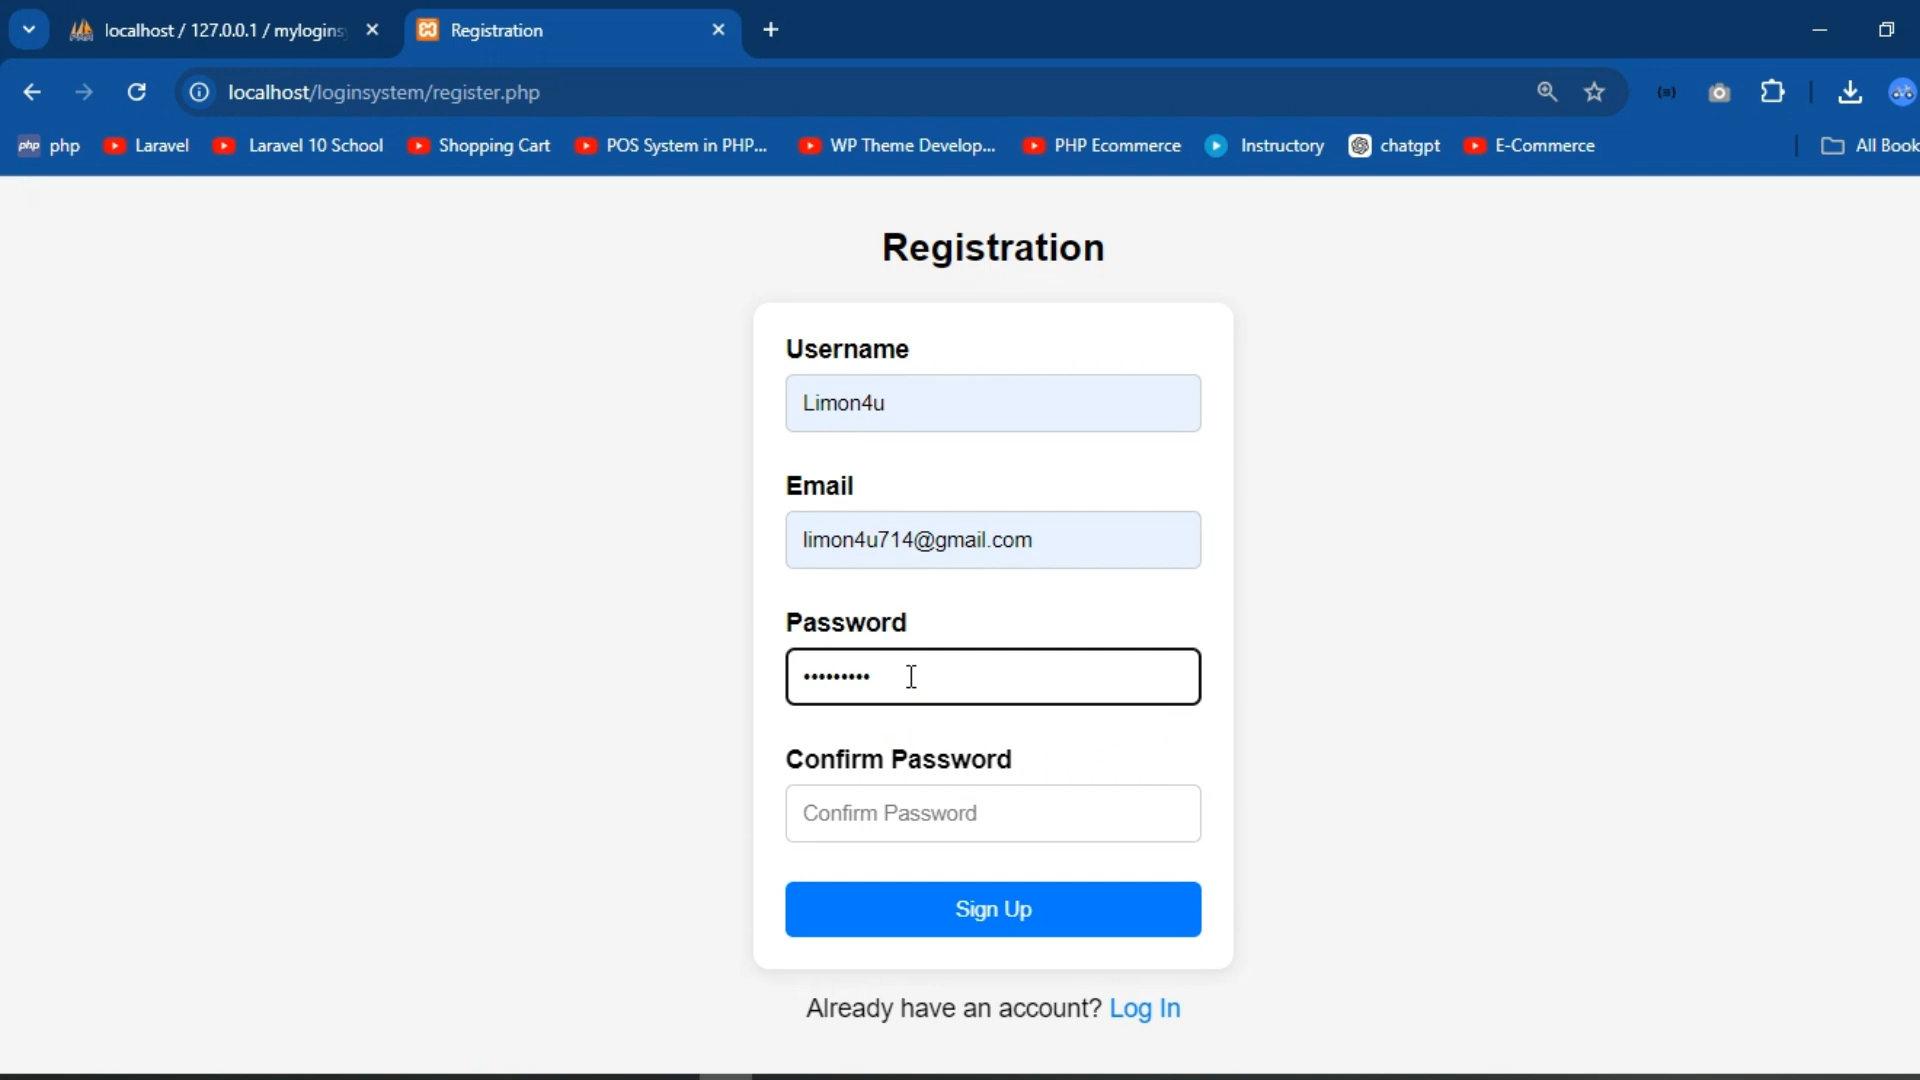 localhost / 127.0.0.1 / mylogins
Registration
localhost/loginsystem/register.php
php php
Laravel
Laravel 10 School
Shopping Cart
POS System in PHP...
WP Theme Develop...
PHP Ecommerce
Instructory
chatgpt
E-Commerce
All Book
Registration
Username
Limon4u
Email
limon4u714@gmail.com
Password
•••••••••
Confirm Password
Confirm Password
Sign Up
Already have an account? Log In